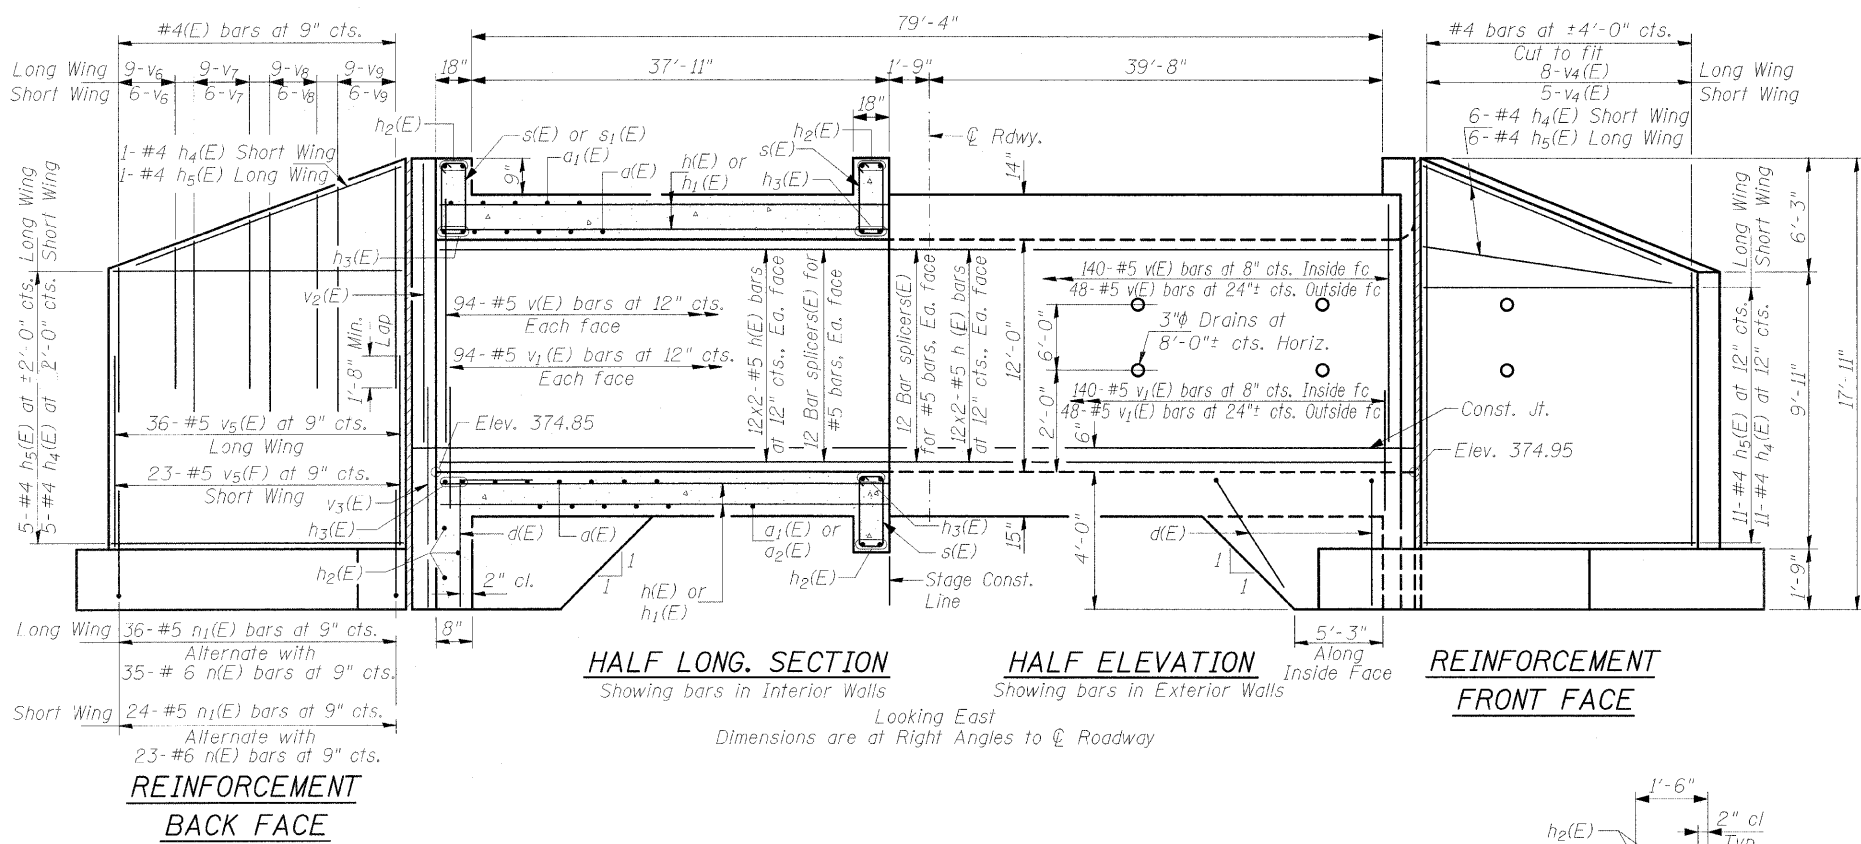 #4(E) bars at 9" cts.
Long Wing 9-v6 9-v7 9-v8 9-v9
Short Wing 6-v6 6-v7 6-v8 6-v9
1-#4 h4(E) Short Wing
1-#4 h5(E) Long Wing
5-#4 h5(E) at ±2'-0" cts. Long Wing
5-#4 h4(E) at 2'-0" cts. Short Wing
1'-8" Min.
Lap
36-#5 v5(E) at 9" cts.
Long Wing
23-#5 v5(E) at 9" cts.
Short Wing
Long Wing 36-#5 n1(E) bars at 9" cts.
Alternate with
35-#6 n(E) bars at 9" cts.
Short Wing 24-#5 n1(E) bars at 9" cts.
Alternate with
23-#6 n(E) bars at 9" cts.
REINFORCEMENT
BACK FACE
79'-4"
18"
37'-11"
1'-9"
39'-8"
18"
h2(E)
s(E) or s1(E)
a1(E)
9"
a(E)
h(E) or
h1(E)
h2(E)
s(E)
h3(E)
℄ Rdwy.
14"
h3(E)
v2(E)
94-#5 v(E) bars at 12" cts.
Each face
94-#5 v1(E) bars at 12" cts.
Each face
12x2-#5 h(E) bars
at 12" cts., Ea. face
12 Bar splicers(E) for
#5 bars, Ea. face
12 Bar splicers(E)
for #5 bars, Ea. face
12x2-#5 h (E) bars
at 12" cts., Ea. face
12'-0"
6'-0"
2'-0"
6"
140-#5 v(E) bars at 8" cts. Inside fc
48-#5 v(E) bars at 24"± cts. Outside fc
3"φ Drains at
8'-0"± cts. Horiz.
140-#5 v1(E) bars at 8" cts. Inside fc
48-#5 v1(E) bars at 24"± cts. Outside fc
Const. Jt.
Elev. 374.85
Elev. 374.95
v3(E)
h3(E)
h2(E)
d(E)
a(E)
2" cl.
1
1
h(E) or
h1(E)
a1(E) or
a2(E)
h2(E)
h3(E)
s(E)
Stage Const.
Line
15"
4'-0"
d(E)
1
1
8"
5'-3"
Along
Inside Face
HALF LONG. SECTION
Showing bars in Interior Walls
HALF ELEVATION
Showing bars in Exterior Walls
Looking East
Dimensions are at Right Angles to ℄ Roadway
#4 bars at ±4'-0" cts.
Cut to fit
8-v4(E) Long Wing
5-v4(E) Short Wing
6-#4 h4(E) Short Wing
6-#4 h5(E) Long Wing
Long Wing
Short Wing
11-#4 h5(E) at 12" cts.
11-#4 h4(E) at 12" cts.
6'-3"
9'-11"
1'-9"
17'-11"
REINFORCEMENT
FRONT FACE
1'-6"
h2(E)
2" cl
Typ.